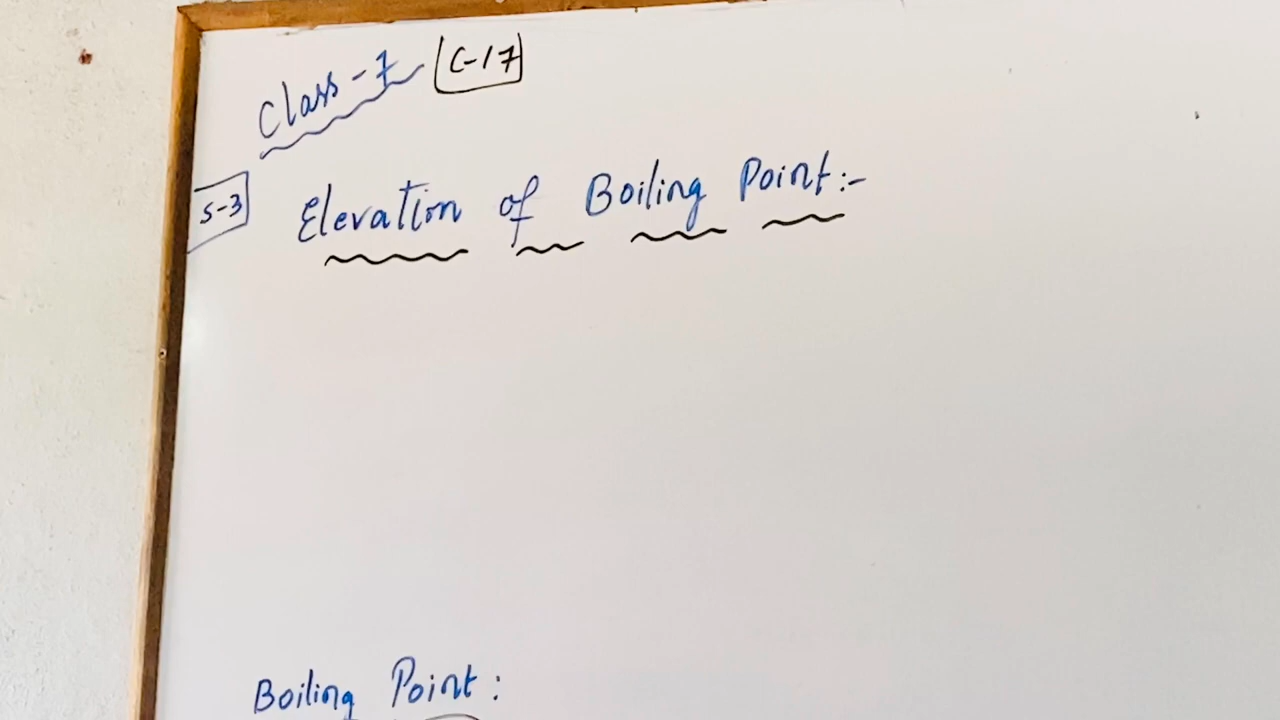 Class-7 C-17
S-3 Elevation of Boiling Point:-
Boiling Point: